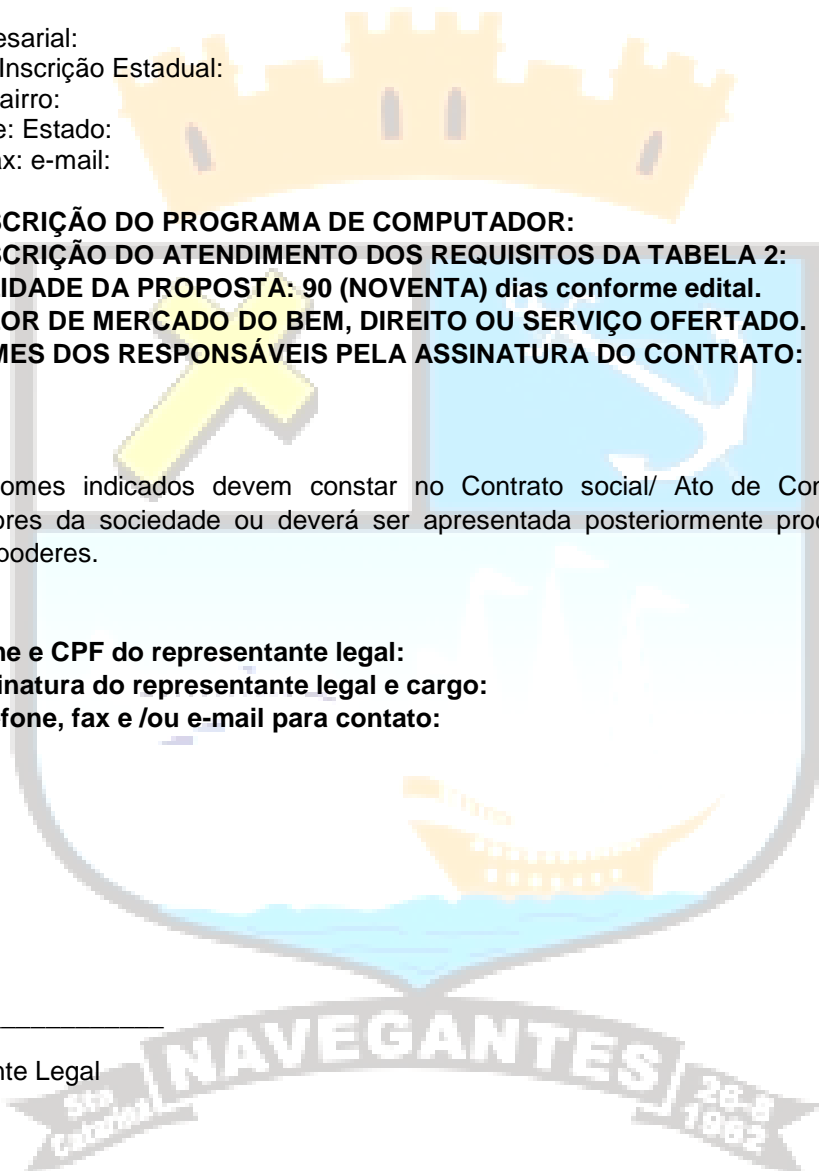 esarial:
Inscrição Estadual:
airro:
e: Estado:
ax: e-mail:
SCRIÇÃO DO PROGRAMA DE COMPUTADOR:
SCRIÇÃO DO ATENDIMENTO DOS REQUISITOS DA TABELA 2:
IDADE DA PROPOSTA: 90 (NOVENTA) dias conforme edital.
OR DE MERCADO DO BEM, DIREITO OU SERVIÇO OFERTADO.
MES DOS RESPONSÁVEIS PELA ASSINATURA DO CONTRATO:
omes indicados devem constar no Contrato social/ Ato de Con
ores da sociedade ou deverá ser apresentada posteriormente pro
poderes.
ne e CPF do representante legal:
inatura do representante legal e cargo:
fone, fax e /ou e-mail para contato:
___________
nte Legal
NAVEGANTES
Sta Catarina
26-8 1962